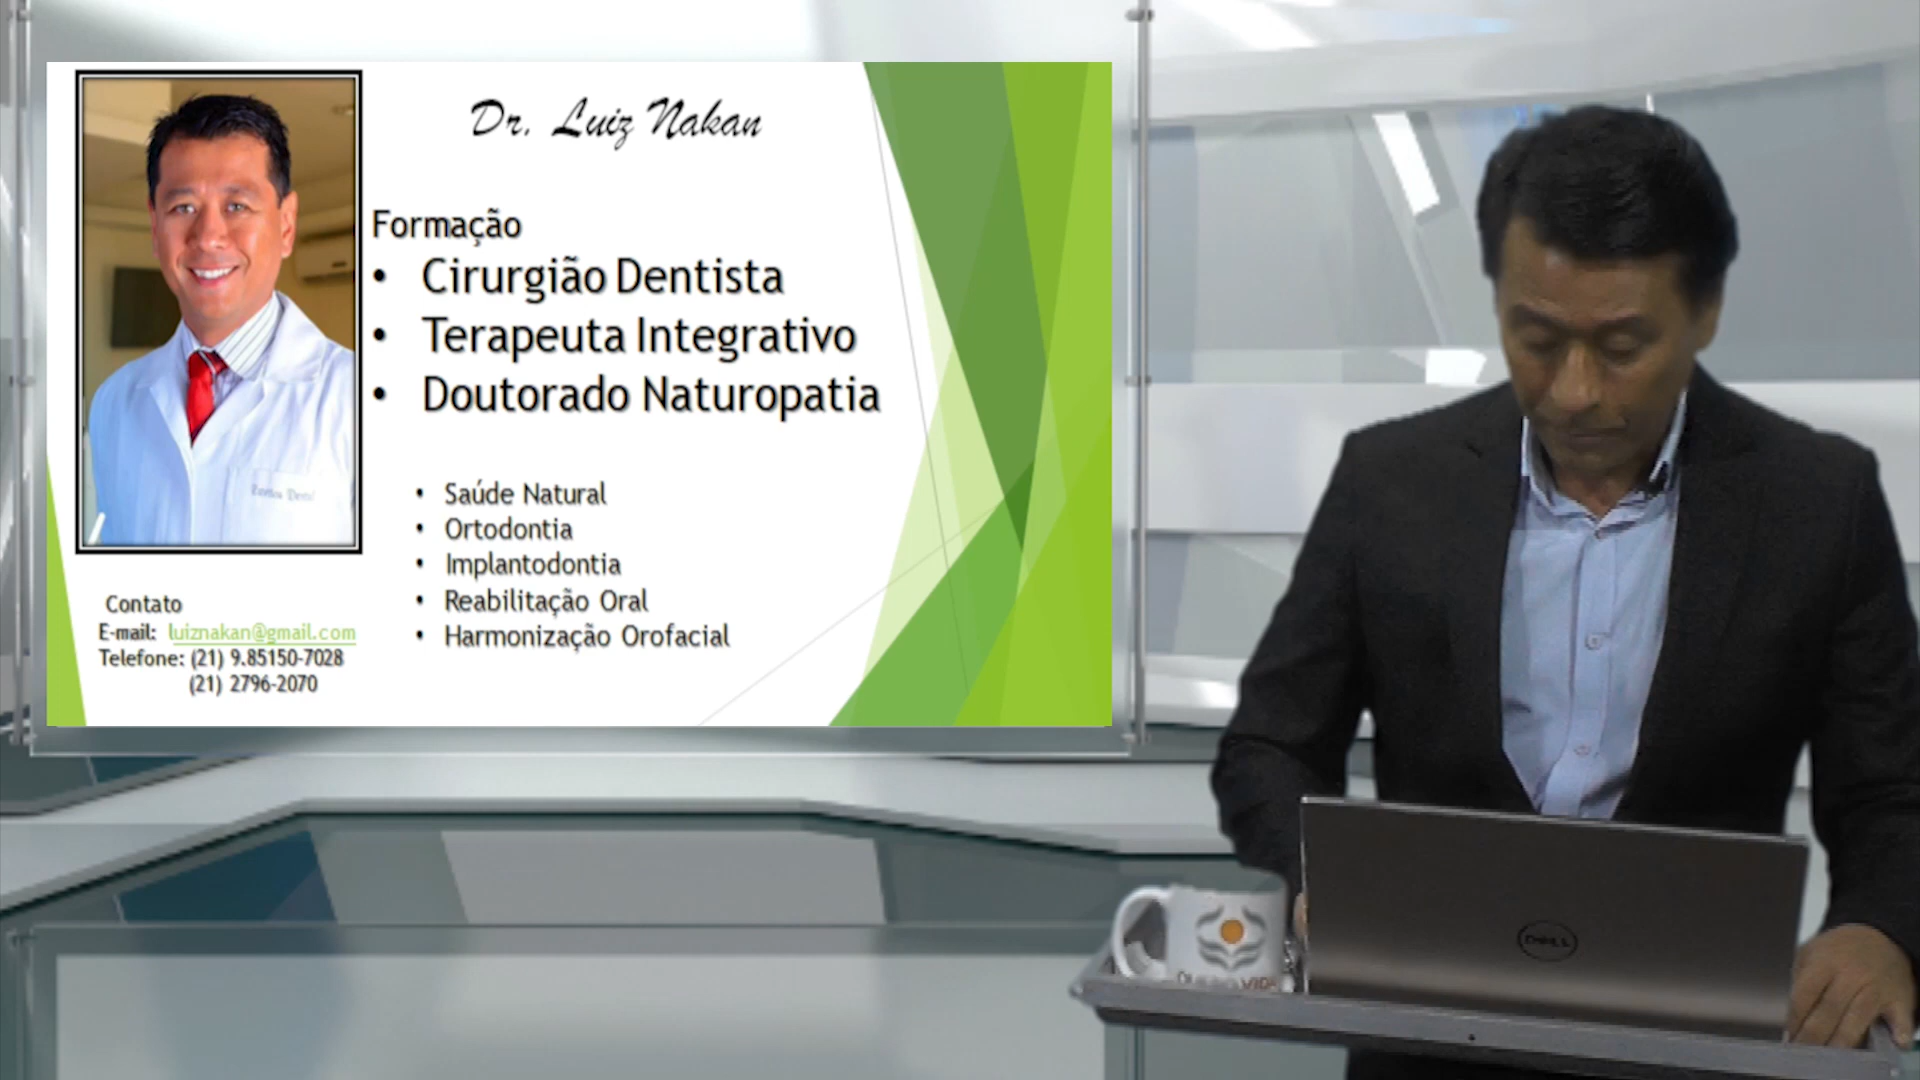 Dr. Luiz Nakan
Formação
• Cirurgião Dentista
• Terapeuta Integrativo
• Doutorado Naturopatia
• Saúde Natural
• Ortodontia
• Implantodontia
• Reabilitação Oral
• Harmonização Orofacial
Contato
E-mail: luiznakan@gmail.com
Telefone: (21) 9.85150-7028
(21) 2796-2070
DELL